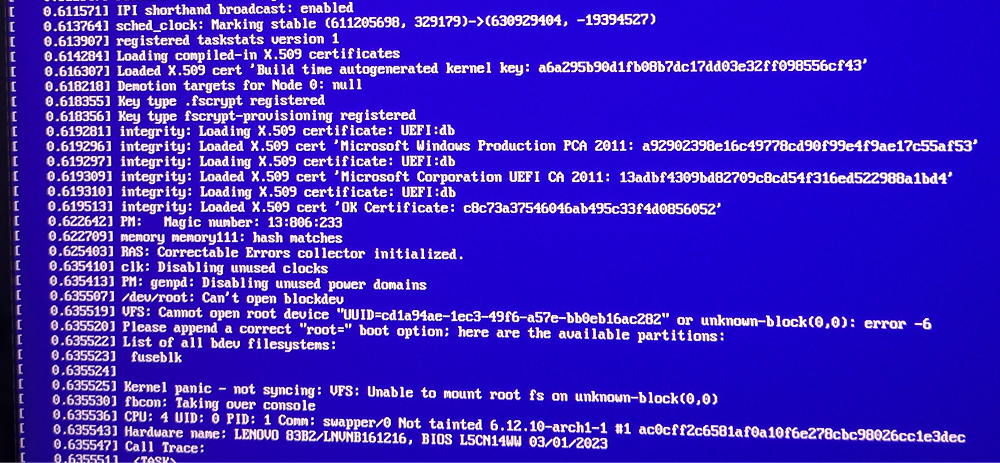 [    0.611571] IPI shorthand broadcast: enabled
[    0.613764] sched_clock: Marking stable (611205698, 329179)->(630929404, -19394527)
[    0.613907] registered taskstats version 1
[    0.614284] Loading compiled-in X.509 certificates
[    0.616307] Loaded X.509 cert 'Build time autogenerated kernel key: a6a295b90d1fb08b7dc17dd03e32ff098556cf43'
[    0.618218] Demotion targets for Node 0: null
[    0.618355] Key type .fscrypt registered
[    0.618356] Key type fscrypt-provisioning registered
[    0.619281] integrity: Loading X.509 certificate: UEFI:db
[    0.619296] integrity: Loaded X.509 cert 'Microsoft Windows Production PCA 2011: a92902398e16c49778cd90f99e4f9ae17c55af53'
[    0.619297] integrity: Loading X.509 certificate: UEFI:db
[    0.619309] integrity: Loaded X.509 cert 'Microsoft Corporation UEFI CA 2011: 13adbf4309bd82709c8cd54f316ed522988a1bd4'
[    0.619310] integrity: Loading X.509 certificate: UEFI:db
[    0.619513] integrity: Loaded X.509 cert 'OK Certificate: c8c73a37546046ab495c33f4d0856052'
[    0.622642] PM:   Magic number: 13:806:233
[    0.622709] memory memory111: hash matches
[    0.625403] RAS: Correctable Errors collector initialized.
[    0.635410] clk: Disabling unused clocks
[    0.635413] PM: genpd: Disabling unused power domains
[    0.635507] /dev/root: Can't open blockdev
[    0.635519] VFS: Cannot open root device "UUID=cd1a94ae-1ec3-49f6-a57e-bb0eb16ac282" or unknown-block(0,0): error -6
[    0.635520] Please append a correct "root=" boot option; here are the available partitions:
[    0.635522] List of all bdev filesystems:
[    0.635523]  fuseblk
[    0.635524]
[    0.635525] Kernel panic - not syncing: VFS: Unable to mount root fs on unknown-block(0,0)
[    0.635530] fbcon: Taking over console
[    0.635536] CPU: 4 UID: 0 PID: 1 Comm: swapper/0 Not tainted 6.12.10-arch1-1 #1 ac0cff2c6581af0a10f6e278cbc98026cc1e3dec
[    0.635543] Hardware name: LENOVO 83B2/LNVNB161216, BIOS L5CN14WW 03/01/2023
[    0.635547] Call Trace:
[    0.635551]  <TASK>